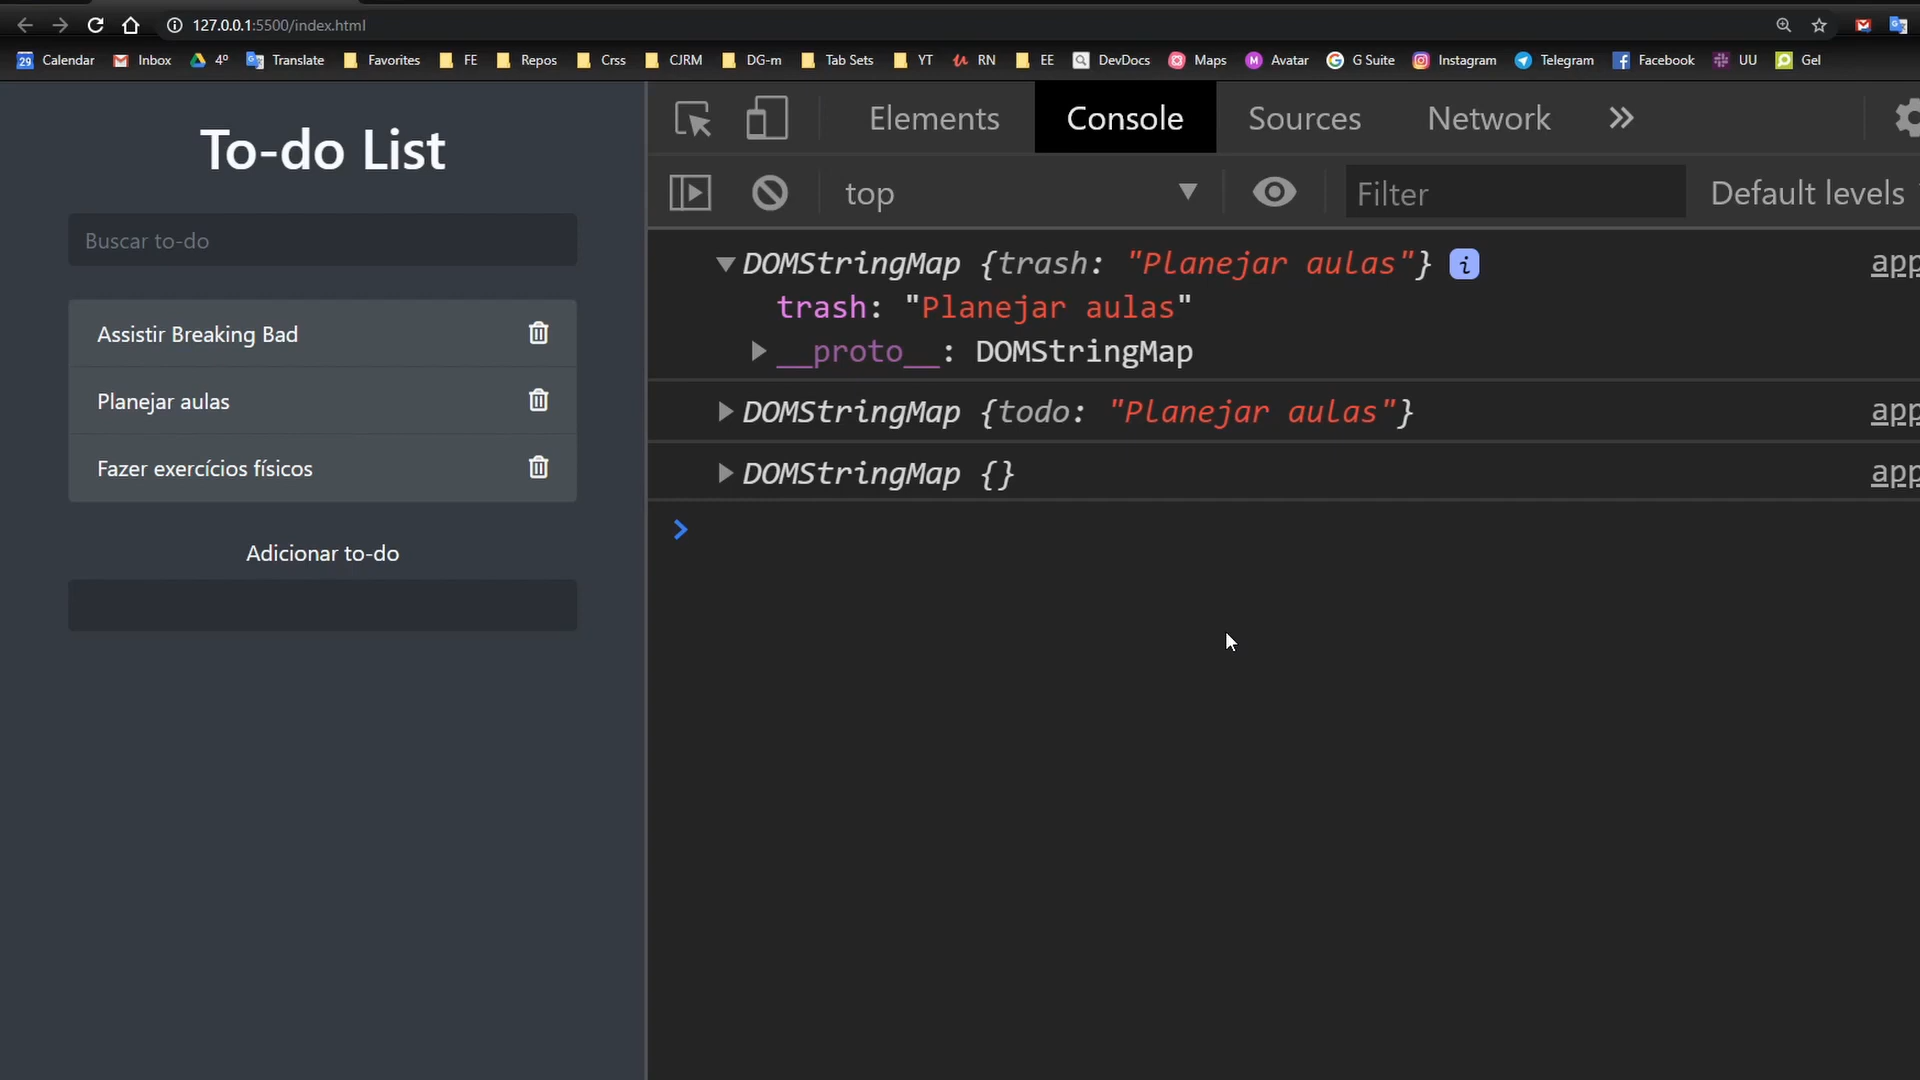 127.0.0.1:5500/index.html
Calendar Inbox 4º Translate Favorites FE Repos Crss CJRM DG-m Tab Sets YT RN EE DevDocs Maps Avatar G Suite Instagram Telegram Facebook UU Gel
To-do List
Buscar to-do
Assistir Breaking Bad
Planejar aulas
Fazer exercícios físicos
Adicionar to-do
Elements Console Sources Network »
top Filter Default levels
DOMStringMap {trash: "Planejar aulas"} i app
trash: "Planejar aulas"
__proto__: DOMStringMap
DOMStringMap {todo: "Planejar aulas"} app
DOMStringMap {} app